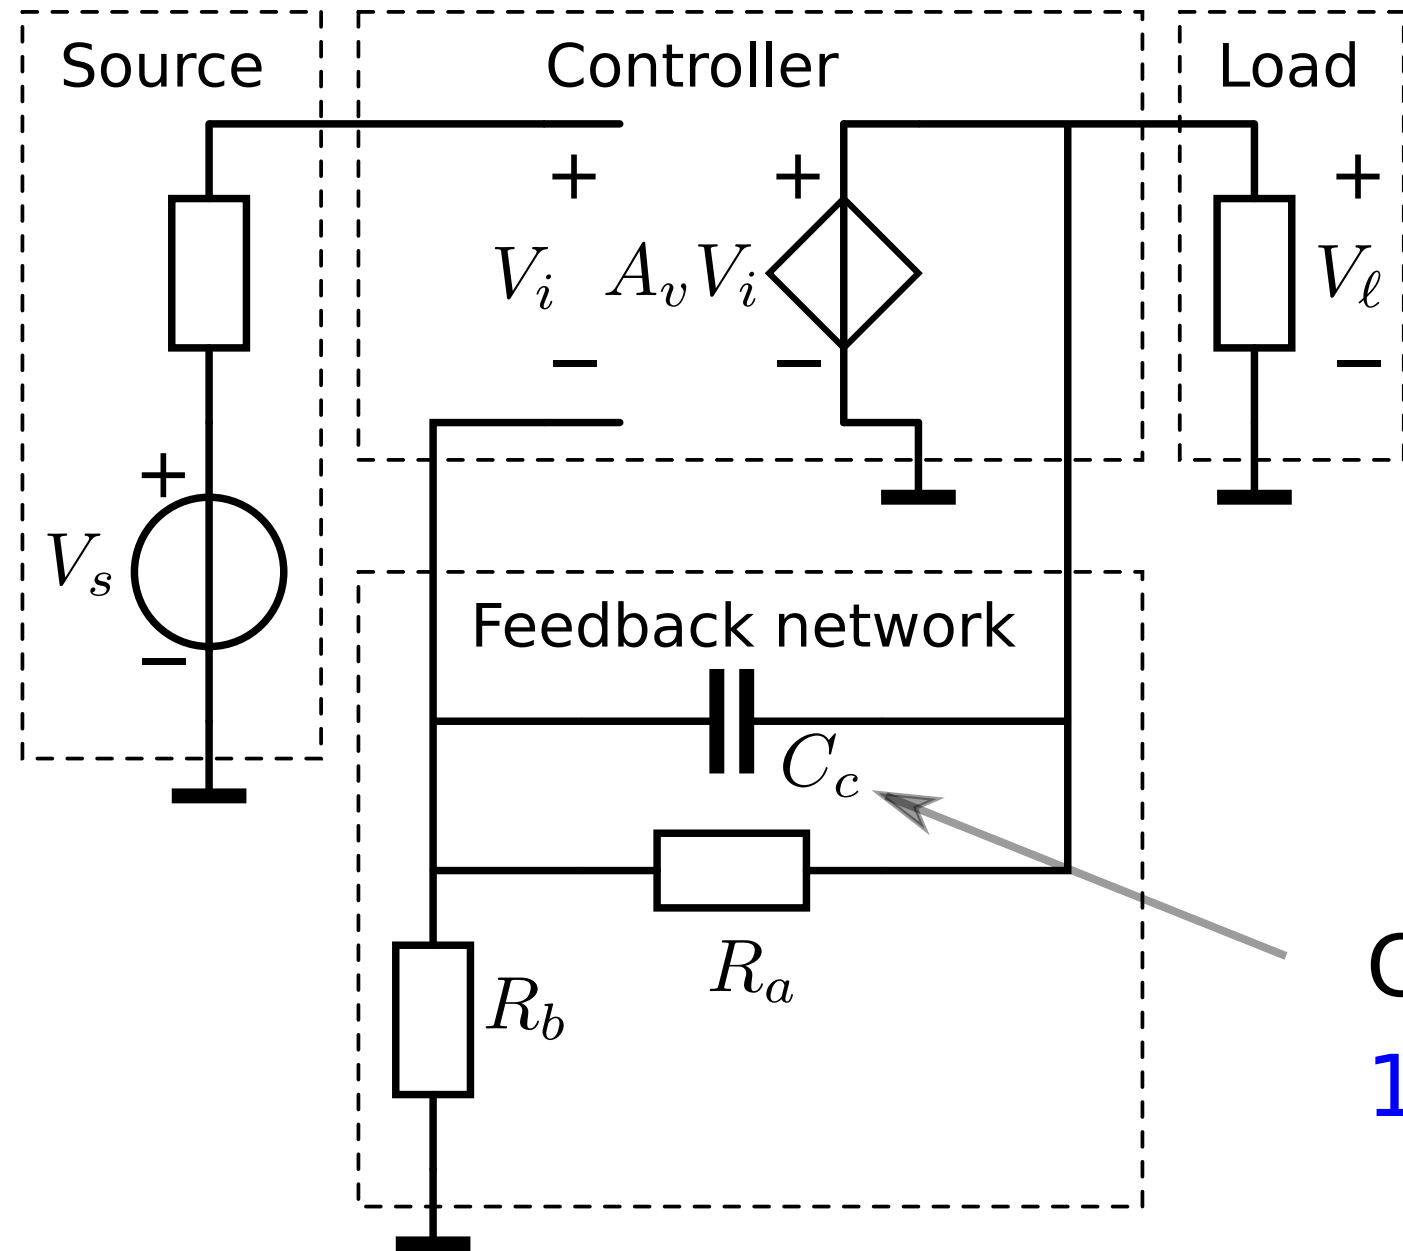 Source
Controller
Load
+
+
+
V_i
A_v V_i
V_ℓ
−
−
−
+
V_s
−
Feedback network
C_c
R_a
R_b